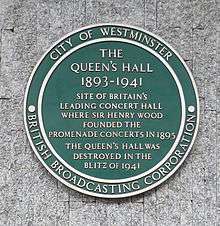 CITY OF WESTMINSTER
THE
QUEEN'S HALL
1893-1941
SITE OF BRITAIN'S
LEADING CONCERT HALL
WHERE SIR HENRY WOOD
FOUNDED THE
PROMENADE CONCERTS IN 1895
THE QUEEN'S HALL WAS
DESTROYED IN THE
BLITZ OF 1941
BRITISH BROADCASTING CORPORATION